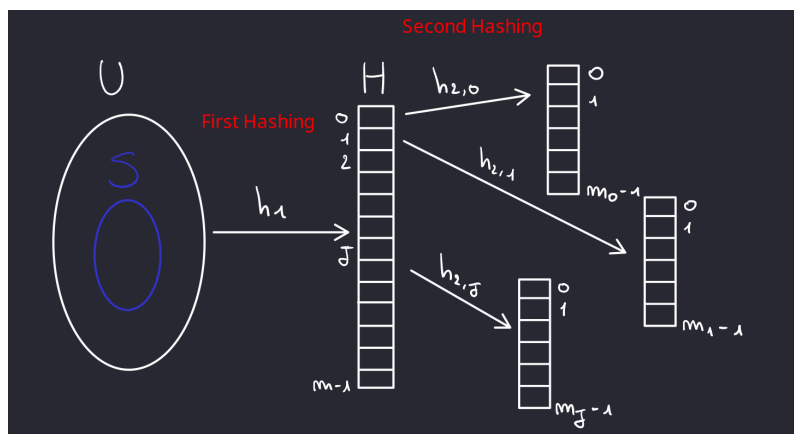 Second Hashing
U
H
h₂,₀
0
1
m₀-1
First Hashing
0
1
2
J
m-1
S
h₁
h₂,₁
0
1
m₁-1
h₂,J
0
1
mJ-1